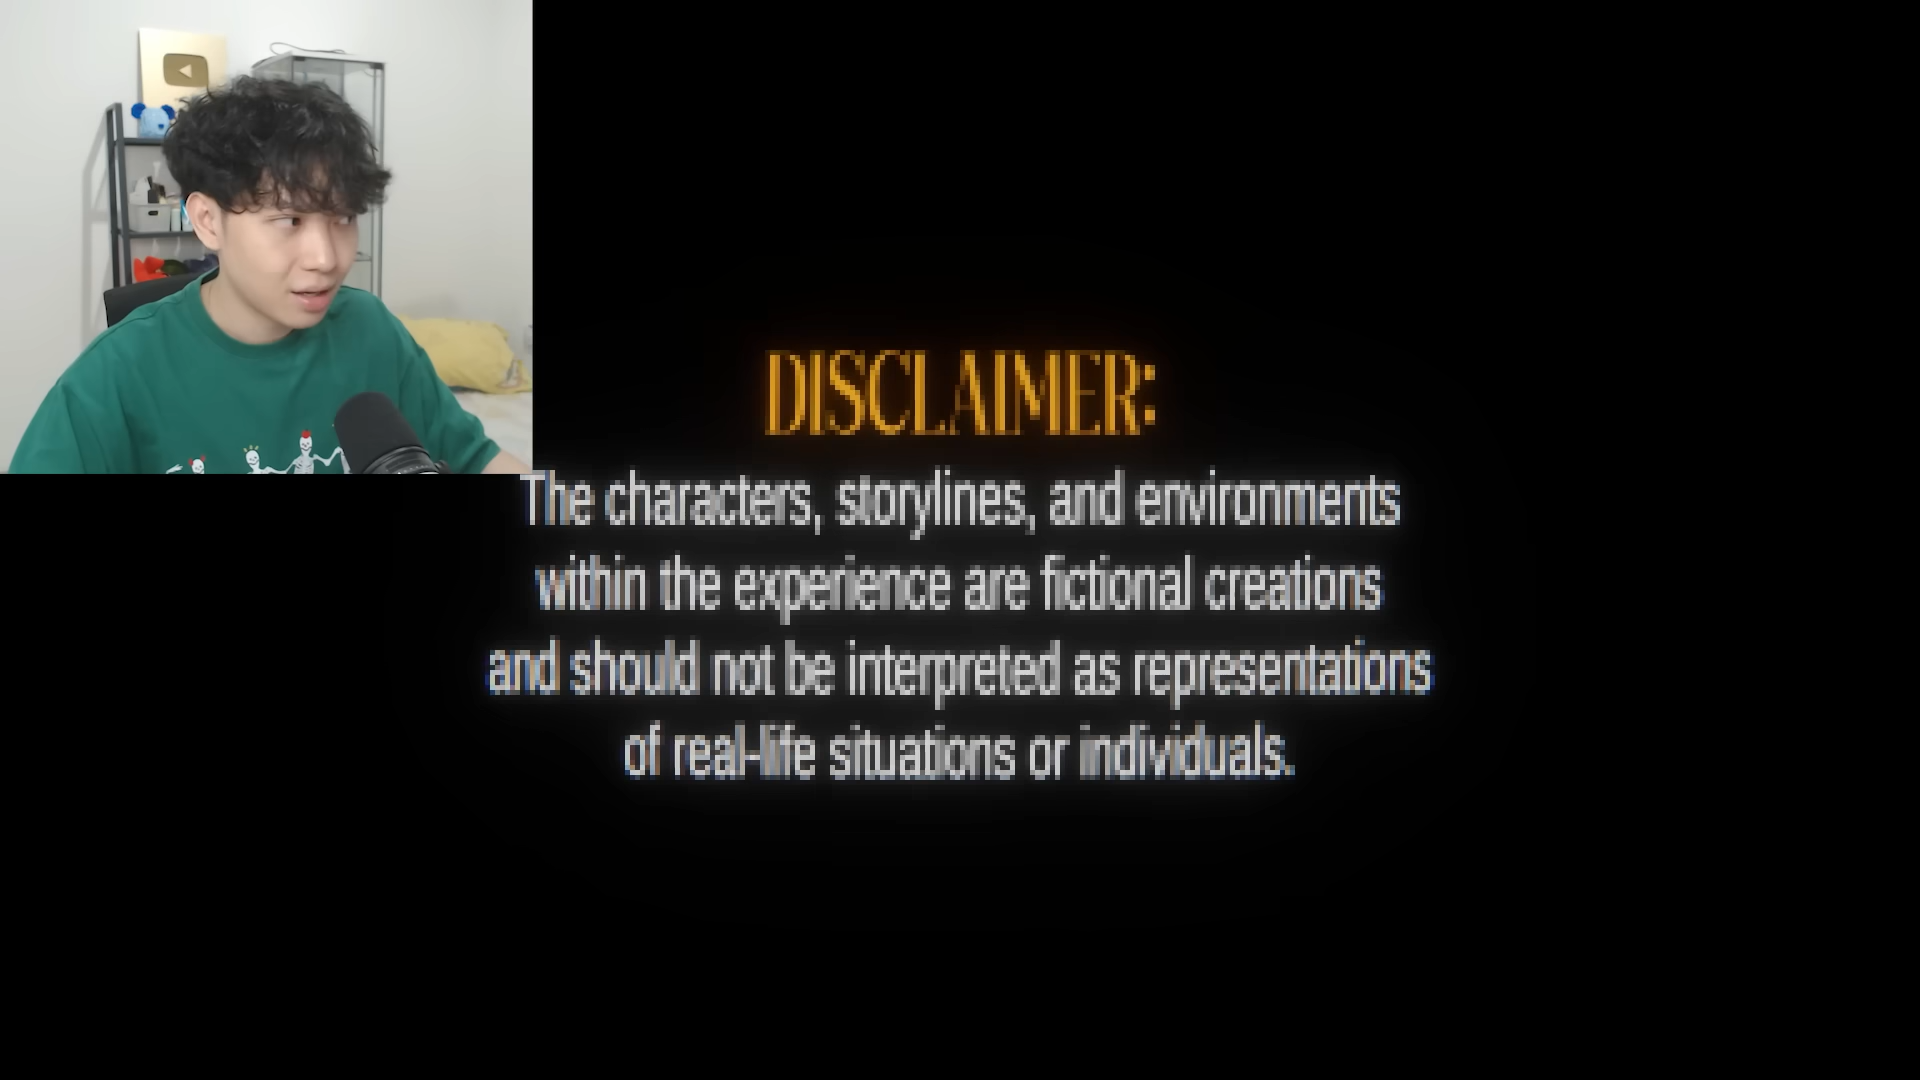 DISCLAIMER:
The characters, storylines, and environments
within the experience are fictional creations
and should not be interpreted as representations
of real-life situations or individuals.